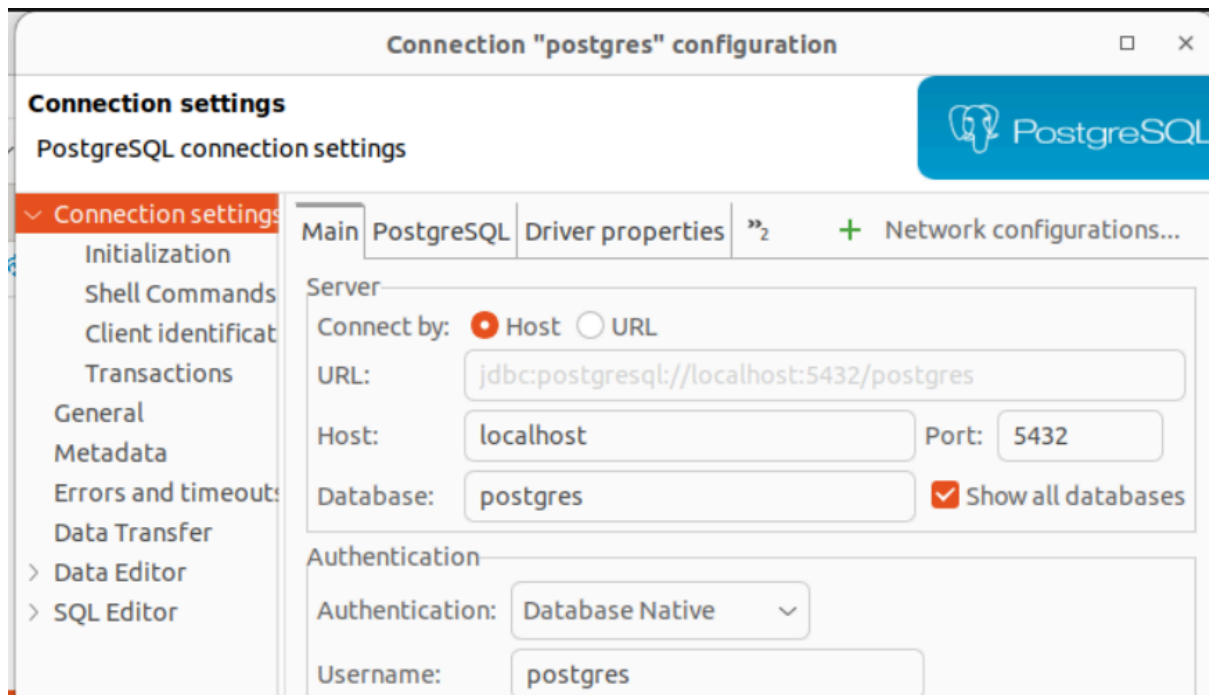 Connection "postgres" configuration
Connection settings
PostgreSQL connection settings
PostgreSQL
Connection settings
Initialization
Shell Commands
Client identificat
Transactions
General
Metadata
Errors and timeouts
Data Transfer
Data Editor
SQL Editor
Main PostgreSQL Driver properties »2 + Network configurations...
Server
Connect by: Host URL
URL: jdbc:postgresql://localhost:5432/postgres
Host: localhost Port: 5432
Database: postgres Show all databases
Authentication
Authentication: Database Native
Username: postgres